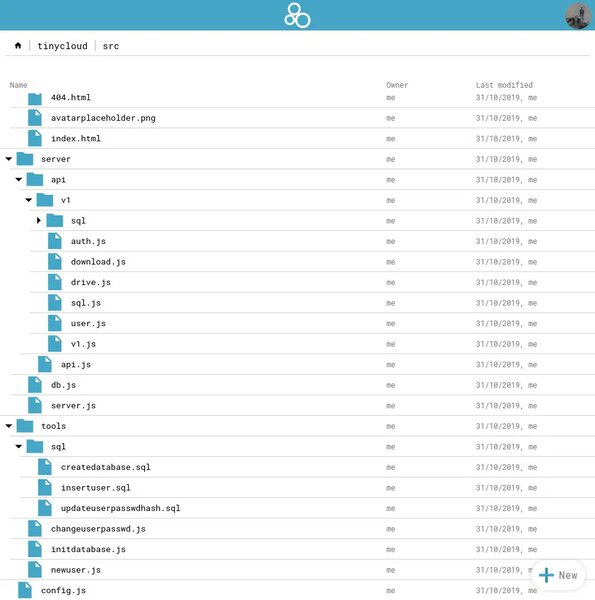 tinycloud | src
Name Owner Last modified
404.html me 31/10/2019, me
avatarplaceholder.png me 31/10/2019, me
index.html me 31/10/2019, me
server me 31/10/2019, me
api me 31/10/2019, me
v1 me 31/10/2019, me
sql me 31/10/2019, me
auth.js me 31/10/2019, me
download.js me 31/10/2019, me
drive.js me 31/10/2019, me
sql.js me 31/10/2019, me
user.js me 31/10/2019, me
v1.js me 31/10/2019, me
api.js me 31/10/2019, me
db.js me 31/10/2019, me
server.js me 31/10/2019, me
tools me 31/10/2019, me
sql me 31/10/2019, me
createdatabase.sql me 31/10/2019, me
insertuser.sql me 31/10/2019, me
updateuserpasswdhash.sql me 31/10/2019, me
changeuserpasswd.js me 31/10/2019, me
initdatabase.js me 31/10/2019, me
newuser.js me 31/10/2019,
New
config.js me 31/10/2019, me